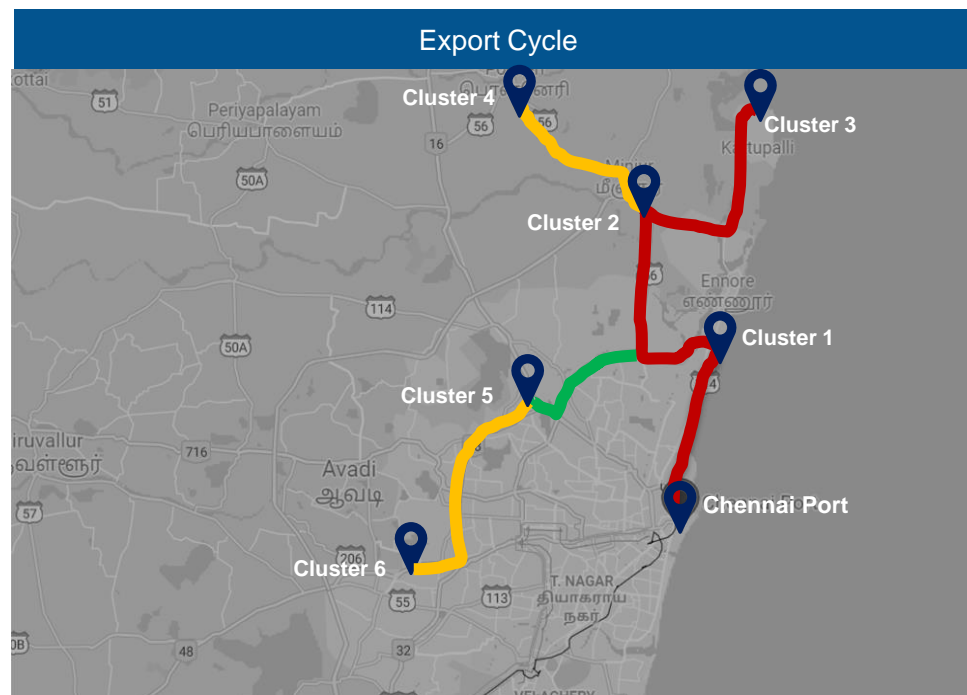 Export Cycle
51
Periyapalayam
பெரியபாளையம்
Cluster 4
56
56
16
Cluster 3
Kattupalli
50A
Minjur
Cluster 2
Ennore
எண்ணூர்
114
Cluster 1
50A
Cluster 5
716
Avadi
ஆவடி
57
Chennai Port
206
Cluster 6
55
113
T. NAGAR
தியாகராய
நகர்
48
32
VELACHERY